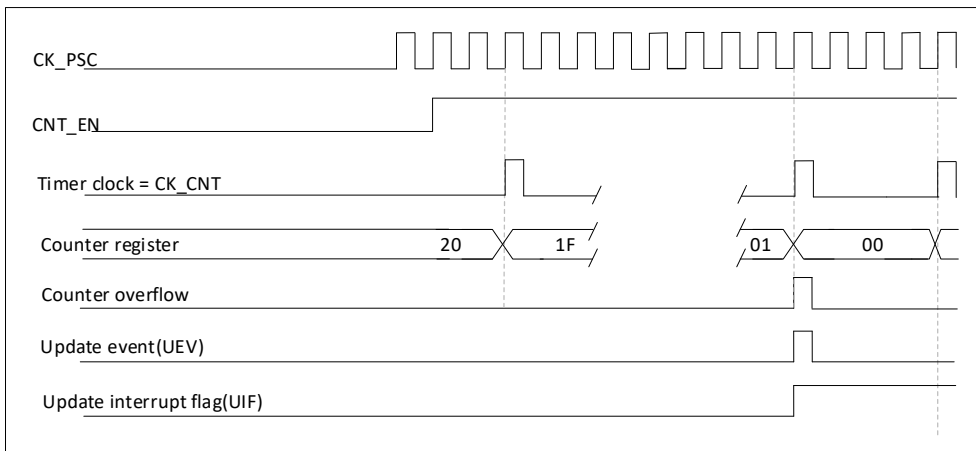 CK_PSC
CNT_EN
Timer clock = CK_CNT
Counter register 20 1F 01 00
Counter overflow
Update event(UEV)
Update interrupt flag(UIF)